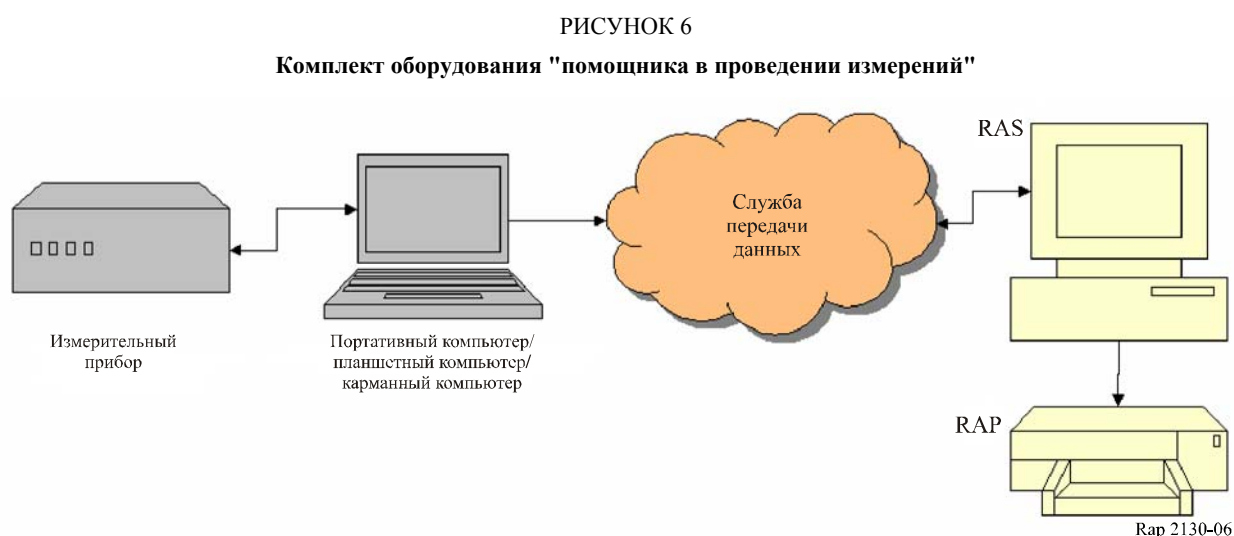 РИСУНОК 6
Комплект оборудования "помощника в проведении измерений"
RAS
Служба
передачи
данных
Измерительный
прибор
Портативный компьютер/
планшетный компьютер/
карманный компьютер
RAP
Rap 2130-06